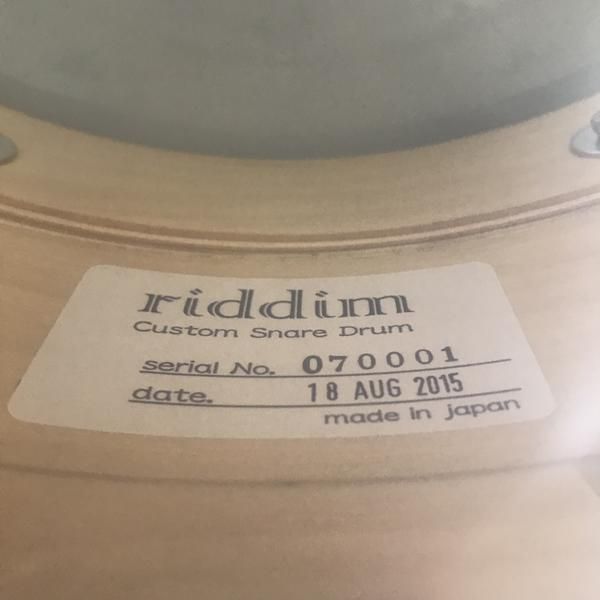 riddim
Custom Snare Drum
serial No. 070001
date. 18 AUG 2015
made in japan